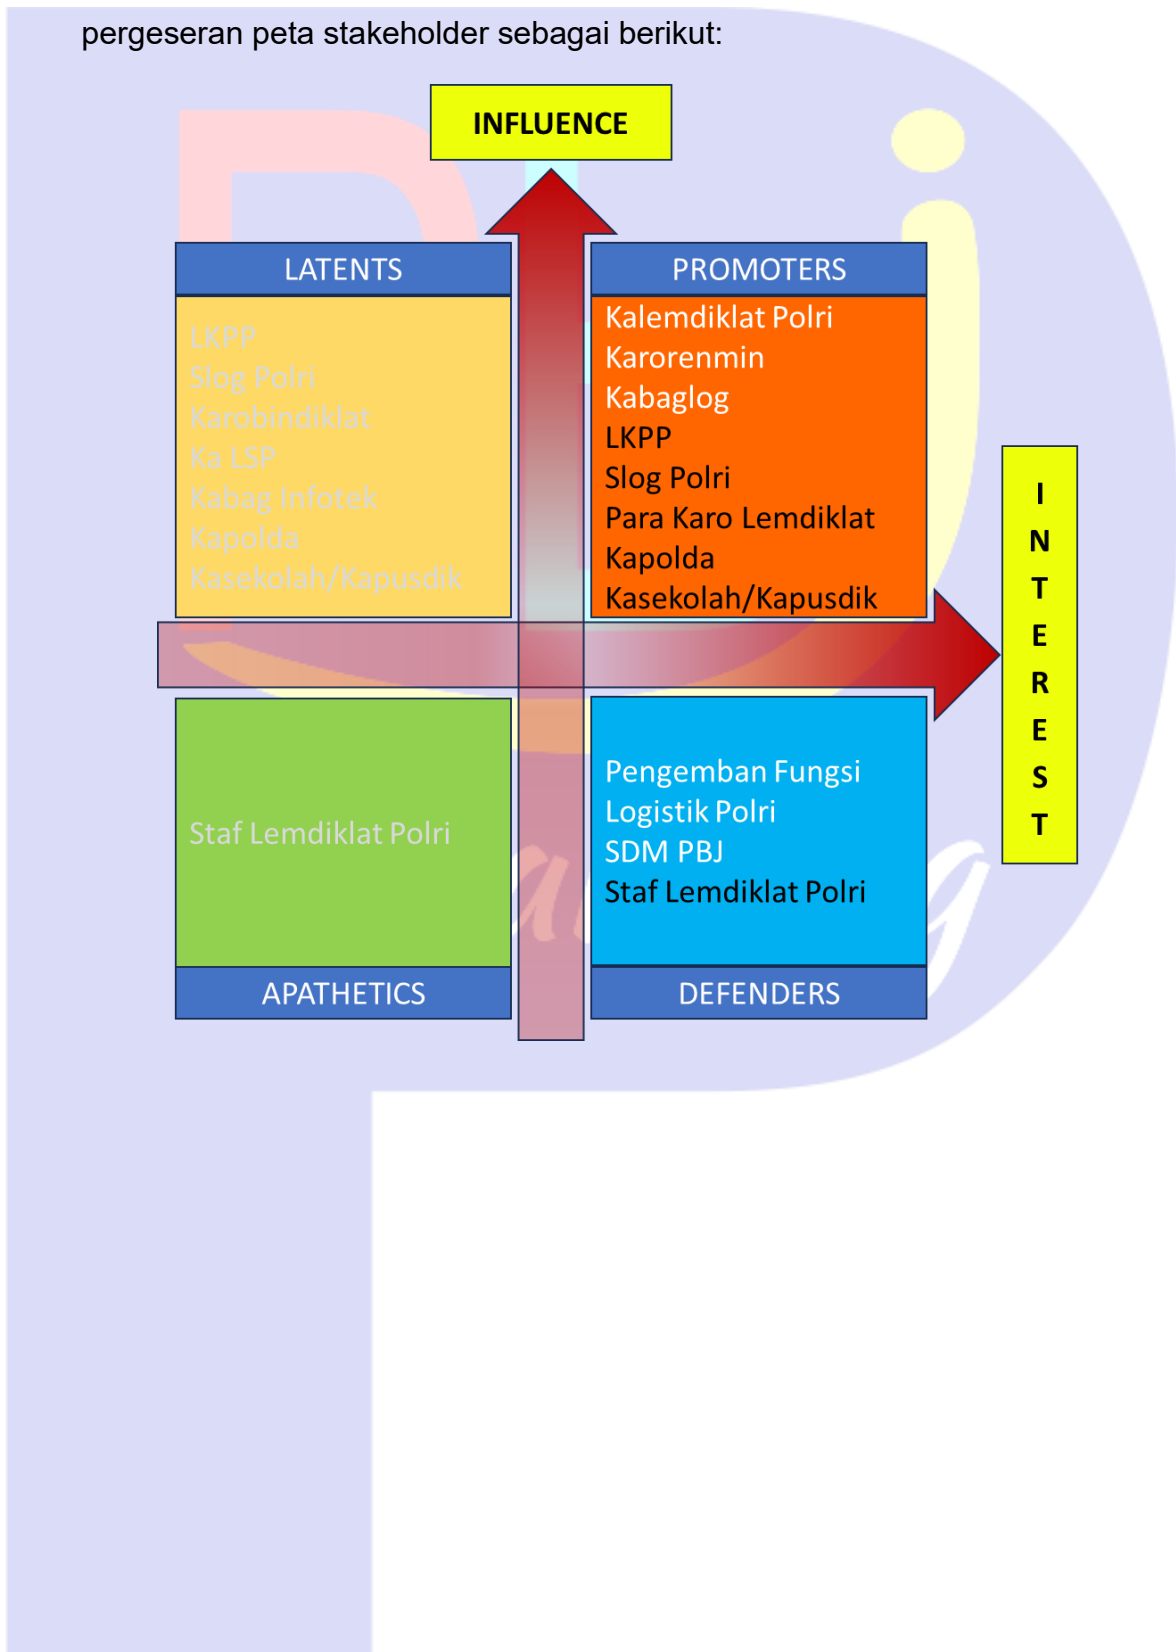 pergeseran peta stakeholder sebagai berikut:
INFLUENCE
LATENTS
LKPP
Slog Polri
Karobindiklat
Ka LSP
Kabag Infotek
Kapolda
Kasekolah/Kapusdik
PROMOTERS
Kalemdiklat Polri
Karorenmin
Kabaglog
LKPP
Slog Polri
Para Karo Lemdiklat
Kapolda
Kasekolah/Kapusdik
INTEREST
Staf Lemdiklat Polri
APATHETICS
Pengemban Fungsi
Logistik Polri
SDM PBJ
Staf Lemdiklat Polri
DEFENDERS